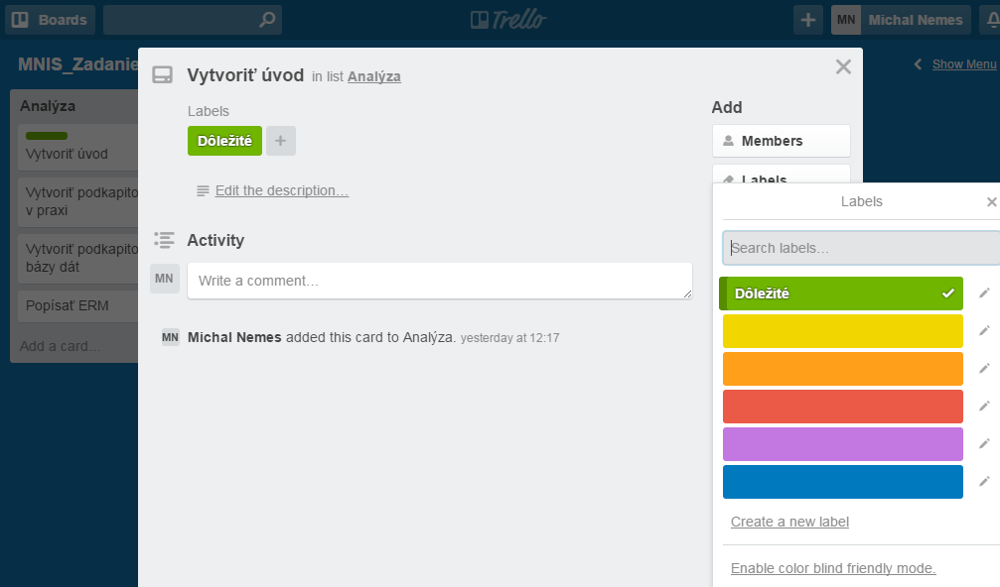 Boards
Trello
MN Michal Nemes
MNIS_Zadanie
Show Menu
Analýza
Vytvoriť úvod
Vytvoriť podkapito
v praxi
Vytvoriť podkapito
bázy dát
Popísať ERM
Add a card…
Vytvoriť úvod in list Analýza
Labels
Dôležité
Edit the description…
Activity
MN Write a comment…
MN Michal Nemes added this card to Analýza. yesterday at 12:17
Add
Members
Labels
Labels
Search labels…
Dôležité
Create a new label
Enable color blind friendly mode.